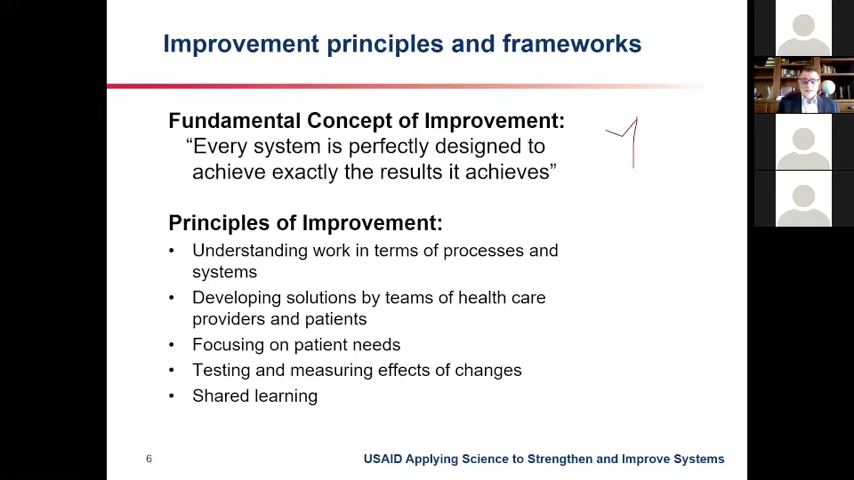 Improvement principles and frameworks
Fundamental Concept of Improvement:
“Every system is perfectly designed to
achieve exactly the results it achieves”
Principles of Improvement:
• Understanding work in terms of processes and
systems
• Developing solutions by teams of health care
providers and patients
• Focusing on patient needs
• Testing and measuring effects of changes
• Shared learning
6
USAID Applying Science to Strengthen and Improve Systems